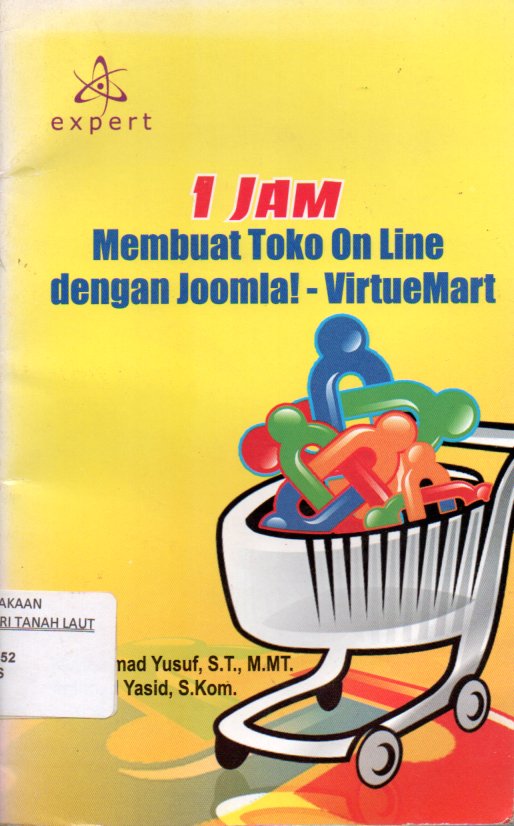 expert
1 JAM
Membuat Toko On Line
dengan Joomla! - VirtueMart
AKAAN
RI TANAH LAUT
52
S
mad Yusuf, S.T., M.MT.
Yasid, S.Kom.